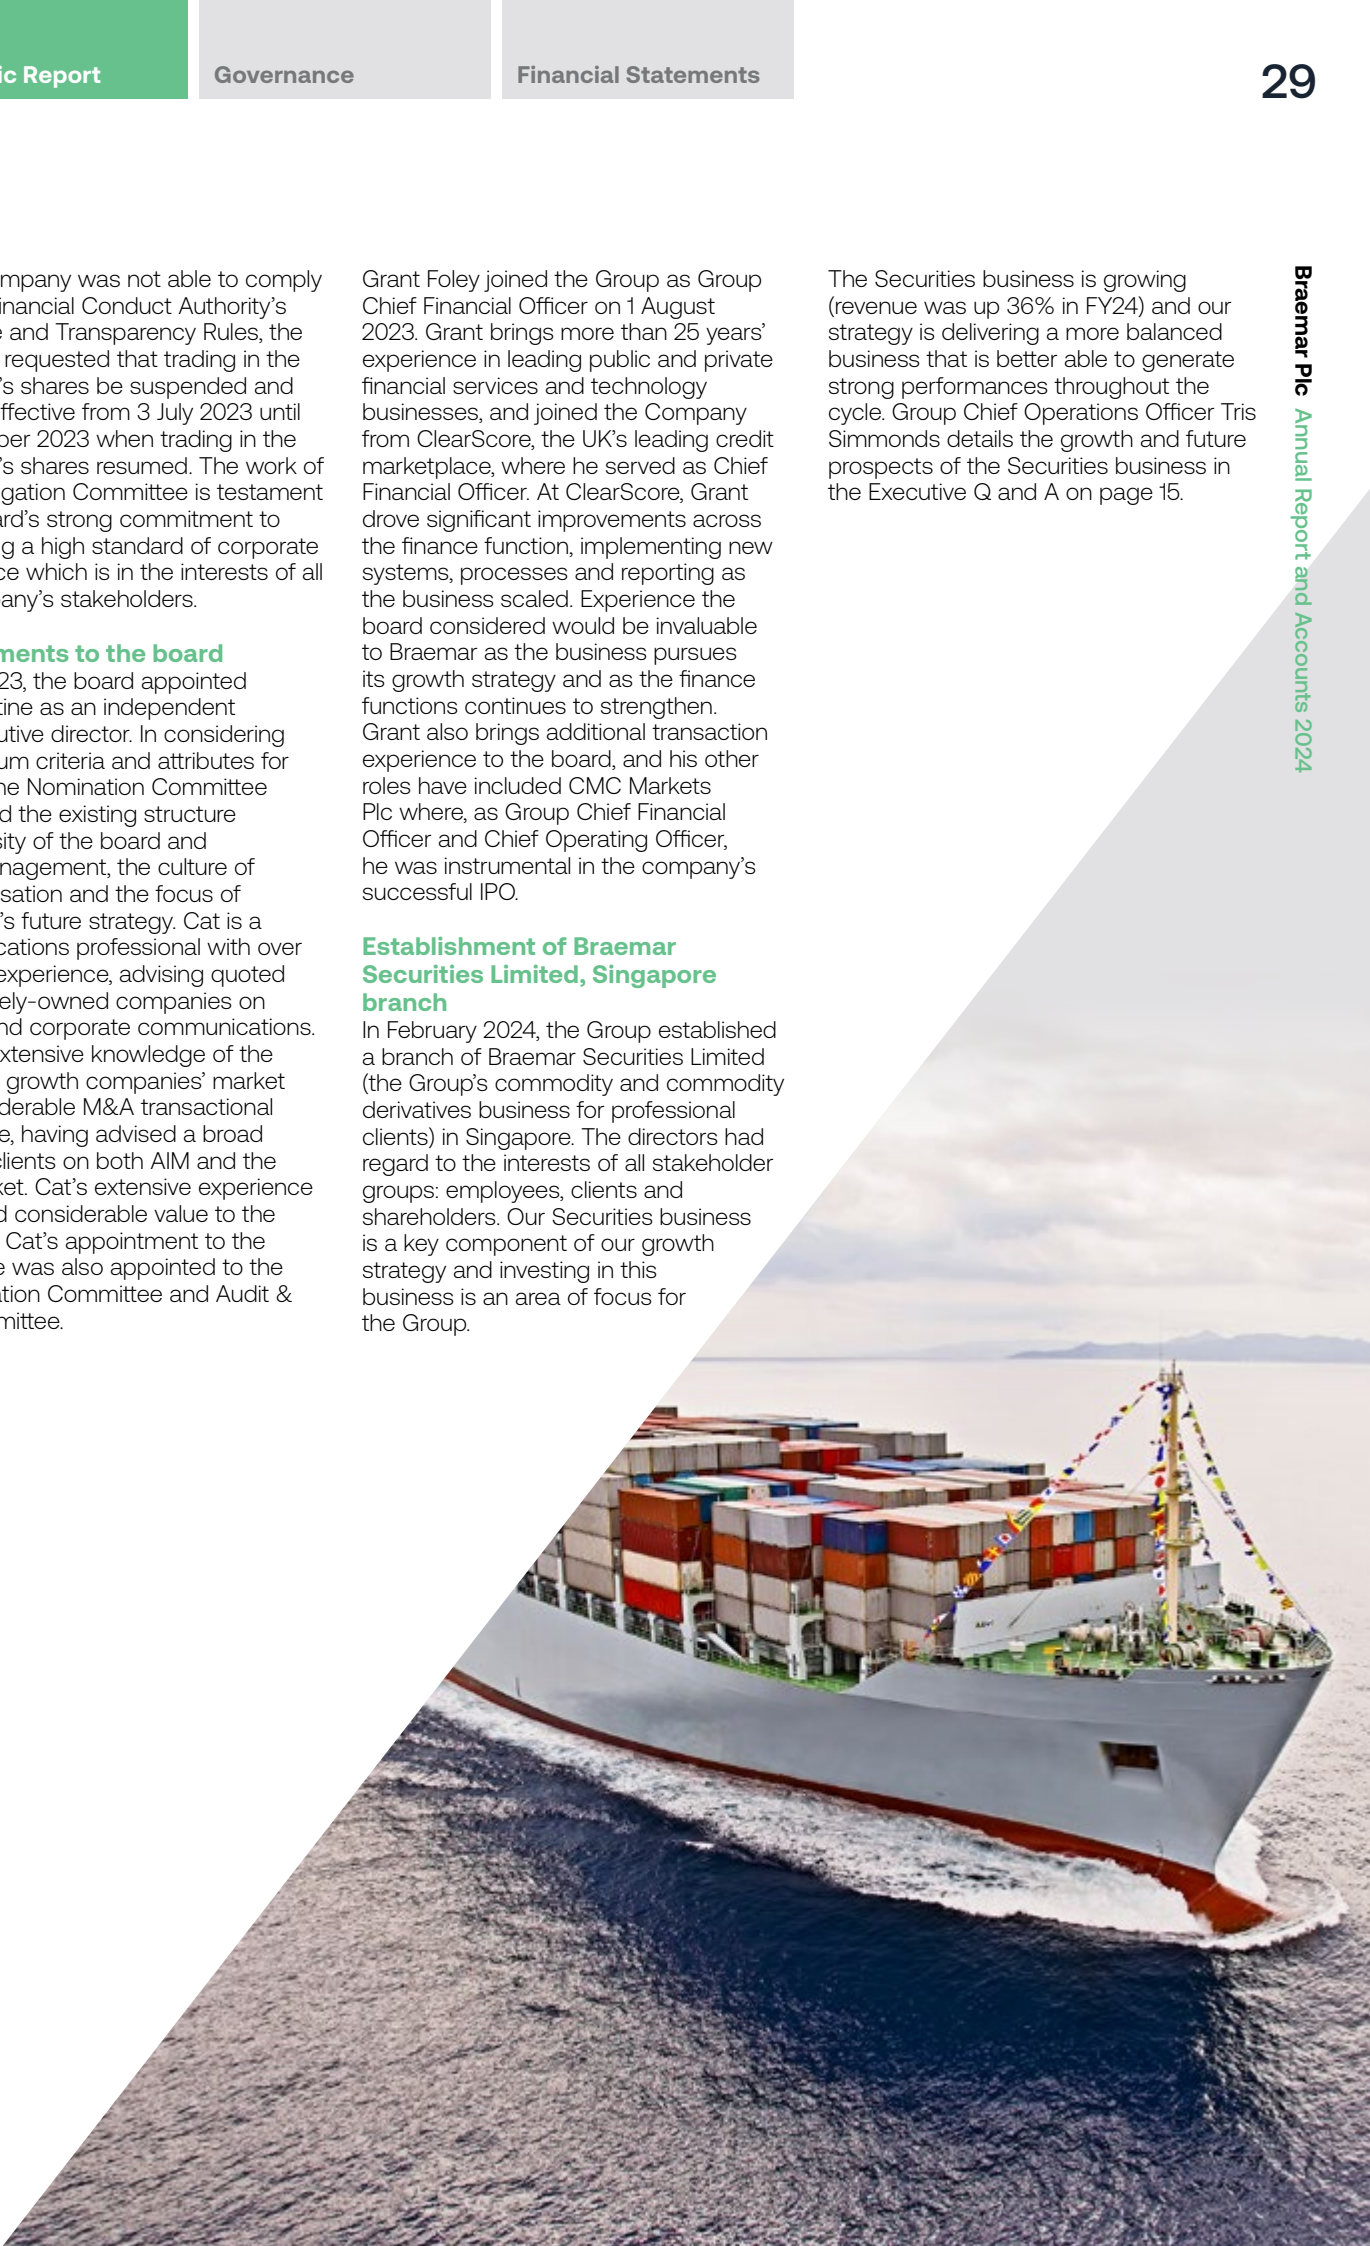 ic Report
Governance
Financial Statements
29
mpany was not able to comply
inancial Conduct Authority’s
and Transparency Rules, the
requested that trading in the
’s shares be suspended and
ffective from 3 July 2023 until
ber 2023 when trading in the
’s shares resumed. The work of
igation Committee is testament
ard’s strong commitment to
g a high standard of corporate
ce which is in the interests of all
any’s stakeholders.
ments to the board
23, the board appointed
tine as an independent
utive director. In considering
um criteria and attributes for
he Nomination Committee
d the existing structure
sity of the board and
nagement, the culture of
sation and the focus of
’s future strategy. Cat is a
cations professional with over
experience, advising quoted
ely-owned companies on
nd corporate communications.
xtensive knowledge of the
growth companies’ market
derable M&A transactional
e, having advised a broad
clients on both AIM and the
ket. Cat’s extensive experience
d considerable value to the
Cat’s appointment to the
e was also appointed to the
ation Committee and Audit &
mittee.
Grant Foley joined the Group as Group
Chief Financial Officer on 1 August
2023. Grant brings more than 25 years’
experience in leading public and private
financial services and technology
businesses, and joined the Company
from ClearScore, the UK’s leading credit
marketplace, where he served as Chief
Financial Officer. At ClearScore, Grant
drove significant improvements across
the finance function, implementing new
systems, processes and reporting as
the business scaled. Experience the
board considered would be invaluable
to Braemar as the business pursues
its growth strategy and as the finance
functions continues to strengthen.
Grant also brings additional transaction
experience to the board, and his other
roles have included CMC Markets
Plc where, as Group Chief Financial
Officer and Chief Operating Officer,
he was instrumental in the company’s
successful IPO.
Establishment of Braemar
Securities Limited, Singapore
branch
In February 2024, the Group established
a branch of Braemar Securities Limited
(the Group’s commodity and commodity
derivatives business for professional
clients) in Singapore. The directors had
regard to the interests of all stakeholder
groups: employees, clients and
shareholders. Our Securities business
is a key component of our growth
strategy and investing in this
business is an area of focus for
the Group.
The Securities business is growing
(revenue was up 36% in FY24) and our
strategy is delivering a more balanced
business that is better able to generate
strong performances throughout the
cycle. Group Chief Operations Officer Tris
Simmonds details the growth and future
prospects of the Securities business in
the Executive Q and A on page 15.
Braemar Plc Annual Report and Accounts 2024